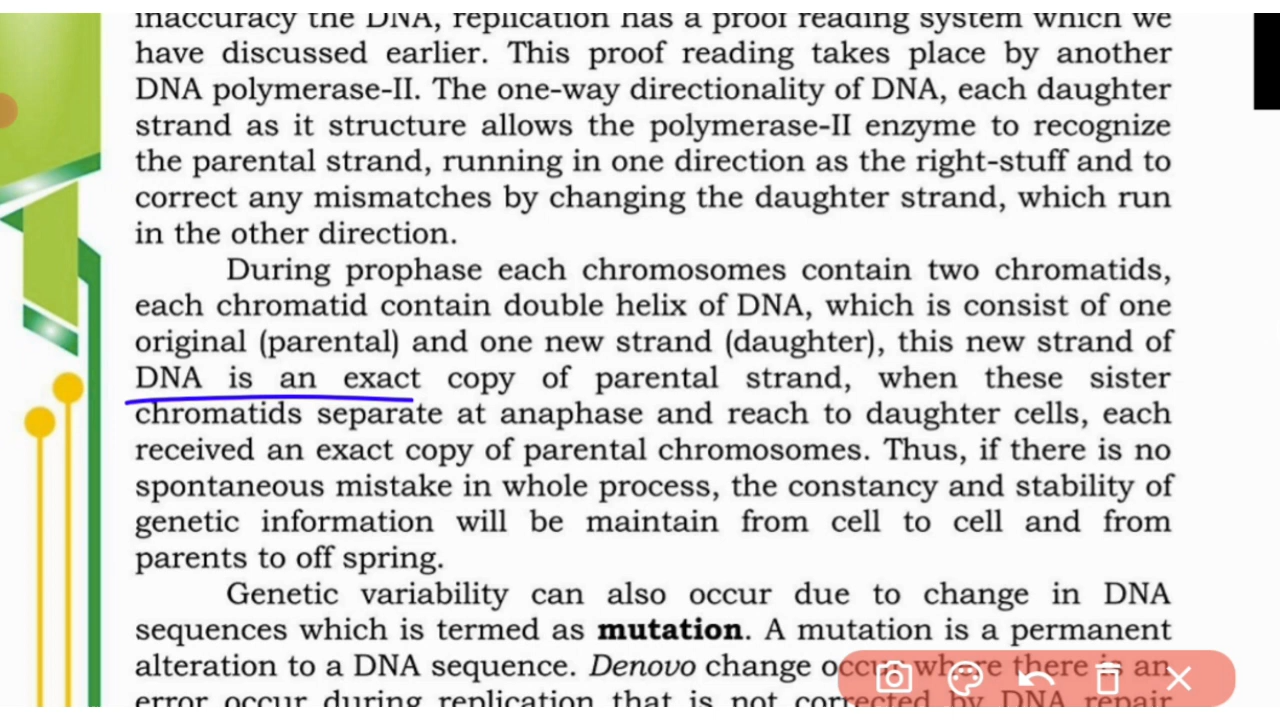 inaccuracy the DNA, replication has a proof reading system which we
have discussed earlier. This proof reading takes place by another
DNA polymerase-II. The one-way directionality of DNA, each daughter
strand as it structure allows the polymerase-II enzyme to recognize
the parental strand, running in one direction as the right-stuff and to
correct any mismatches by changing the daughter strand, which run
in the other direction.
During prophase each chromosomes contain two chromatids,
each chromatid contain double helix of DNA, which is consist of one
original (parental) and one new strand (daughter), this new strand of
DNA is an exact copy of parental strand, when these sister
chromatids separate at anaphase and reach to daughter cells, each
received an exact copy of parental chromosomes. Thus, if there is no
spontaneous mistake in whole process, the constancy and stability of
genetic information will be maintain from cell to cell and from
parents to off spring.
Genetic variability can also occur due to change in DNA
sequences which is termed as mutation. A mutation is a permanent
alteration to a DNA sequence. Denovo change occur where there is an
error occur during replication that is not corrected by DNA repair